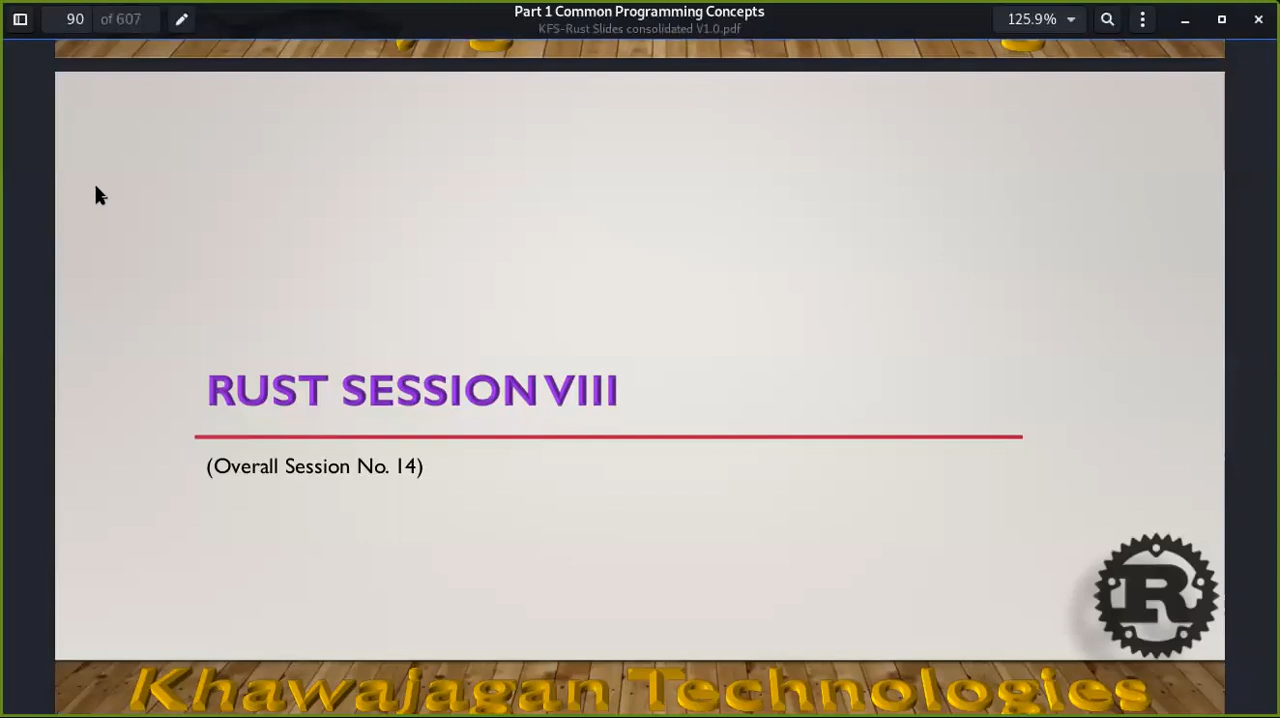 90 of 607
Part 1 Common Programming Concepts
KFS-Rust Slides consolidated V1.0.pdf
125.9%
RUST SESSION VIII
(Overall Session No. 14)
R
Khawajagan Technologies